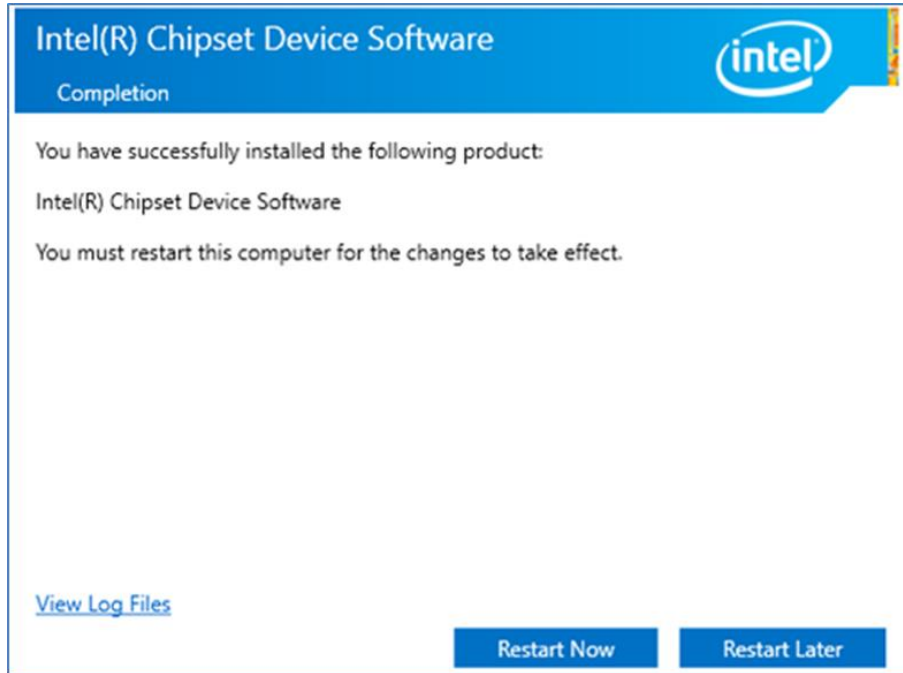 Intel(R) Chipset Device Software
intel
Completion
You have successfully installed the following product:
Intel(R) Chipset Device Software
You must restart this computer for the changes to take effect.
View Log Files
Restart Now
Restart Later